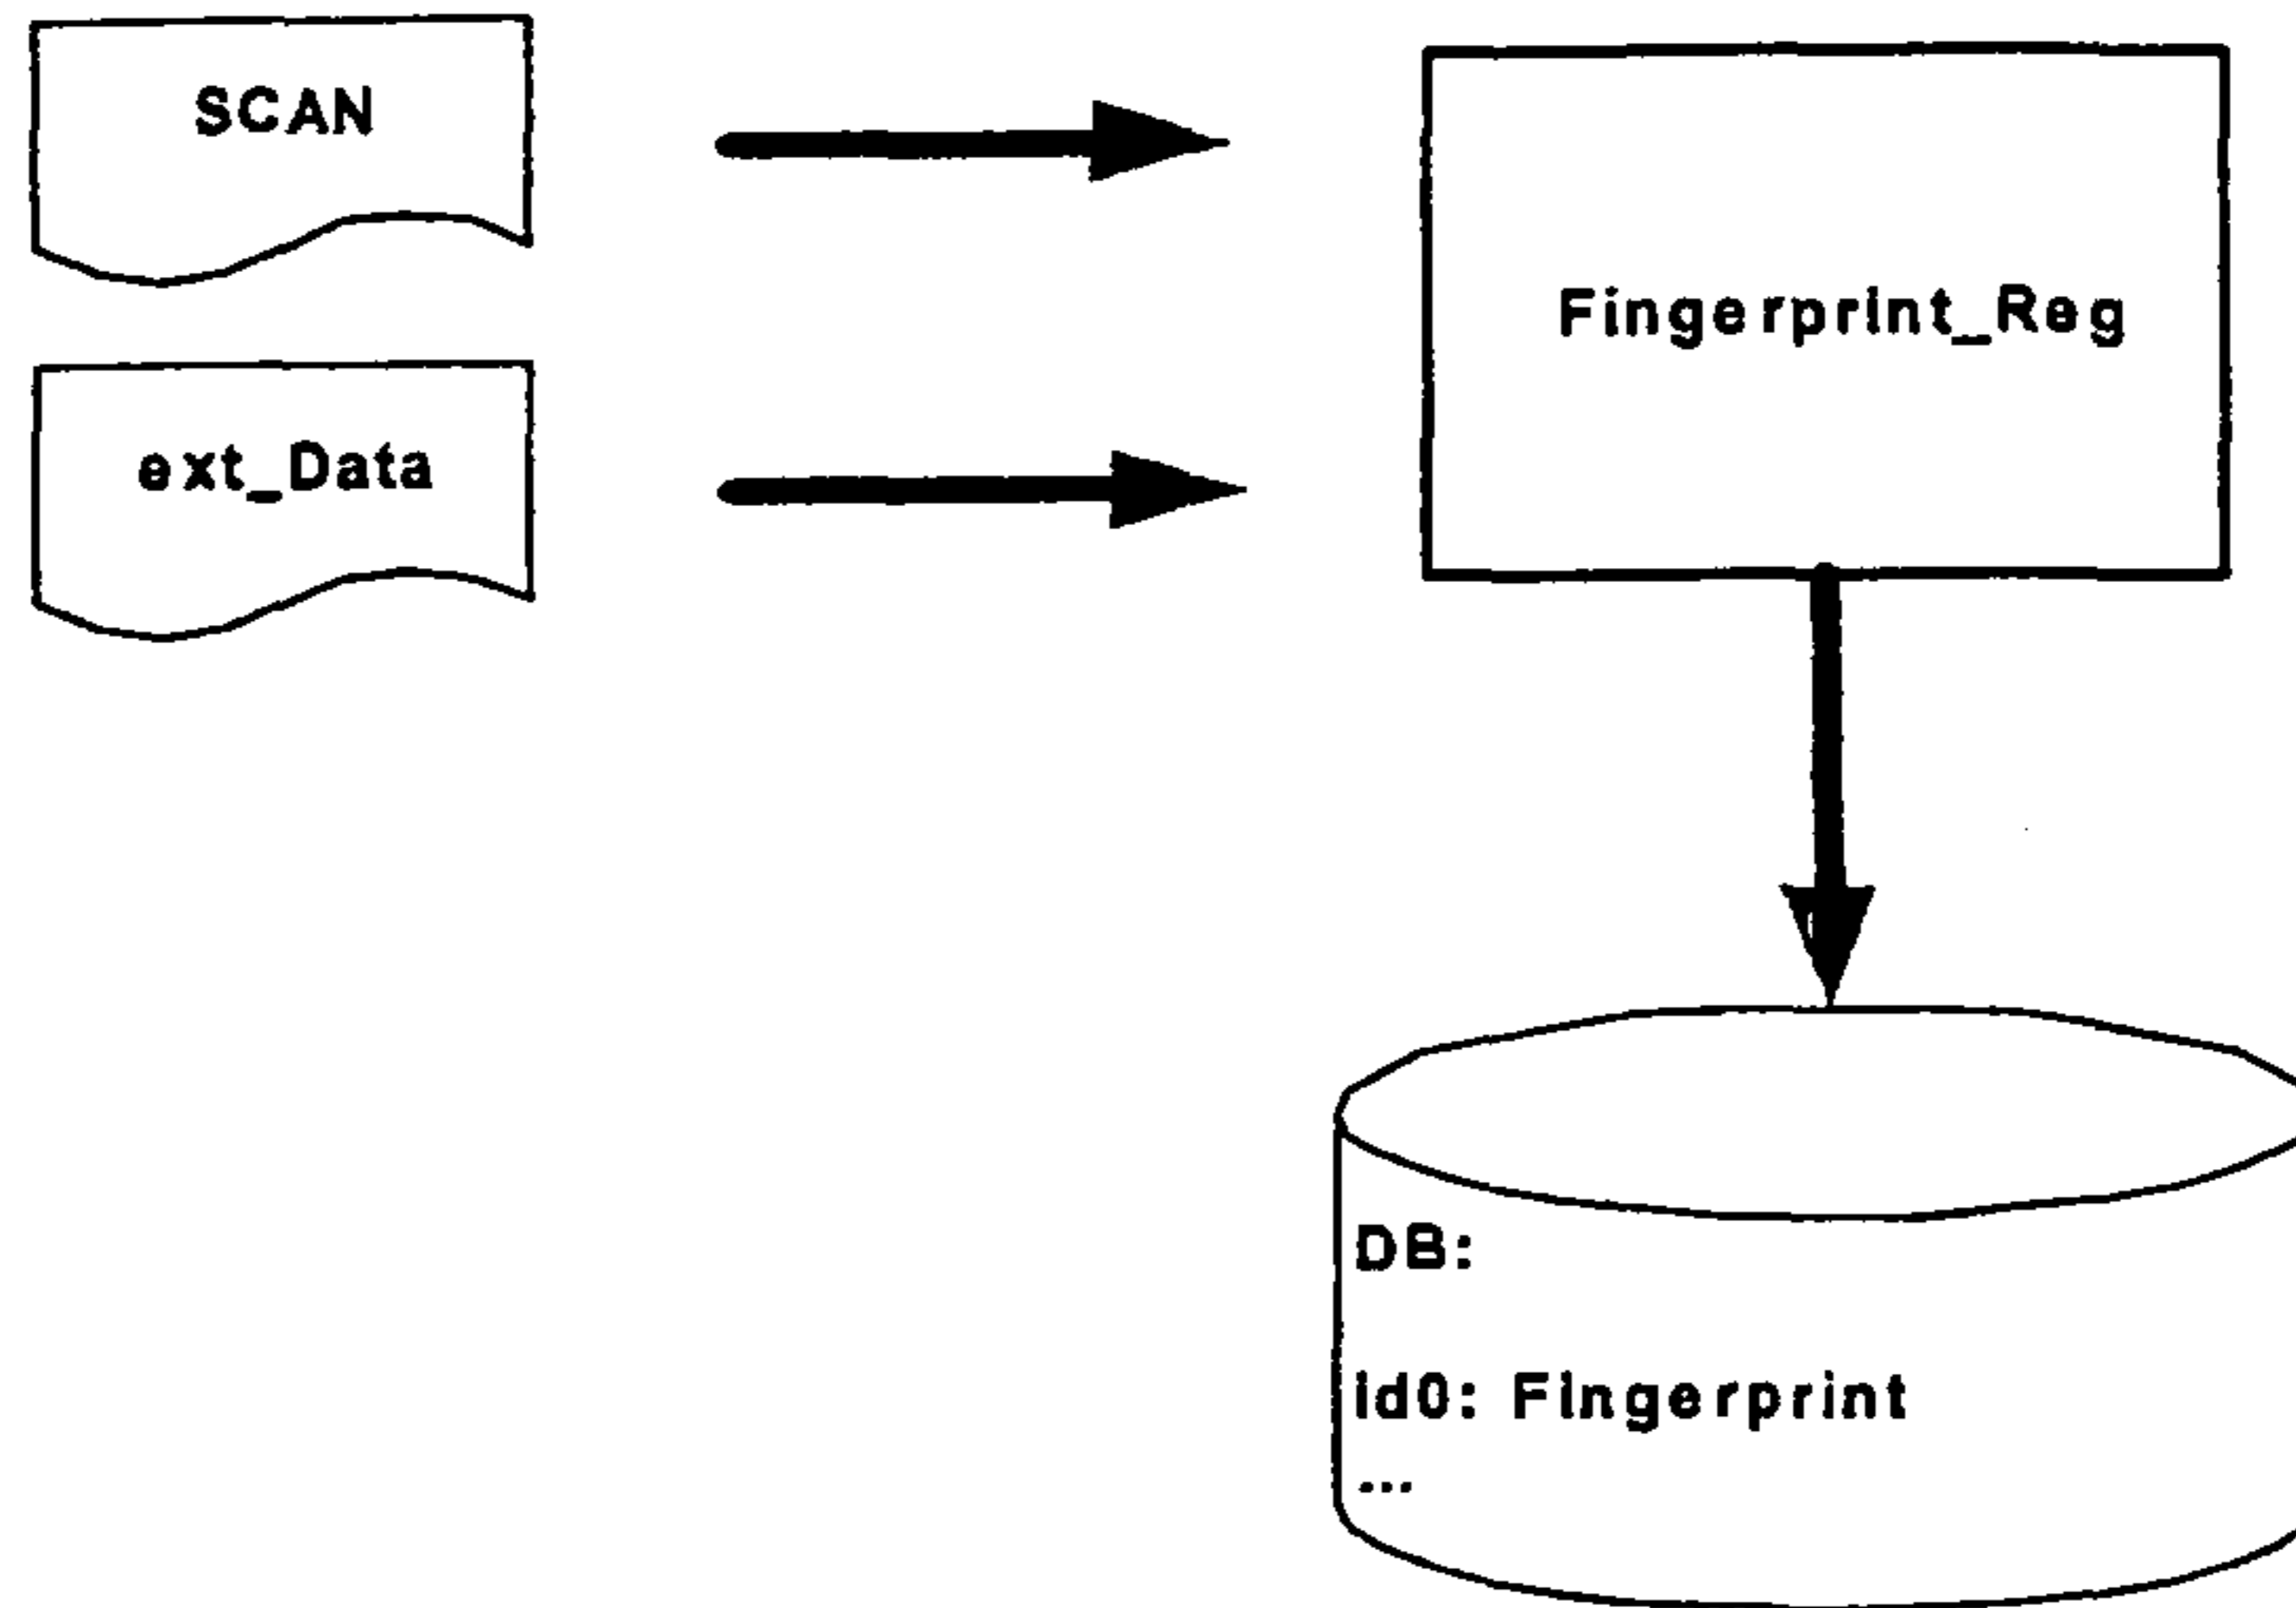 SCAN
Fingerprint_Reg
ext_Data
DB:
id0: Fingerprint
...